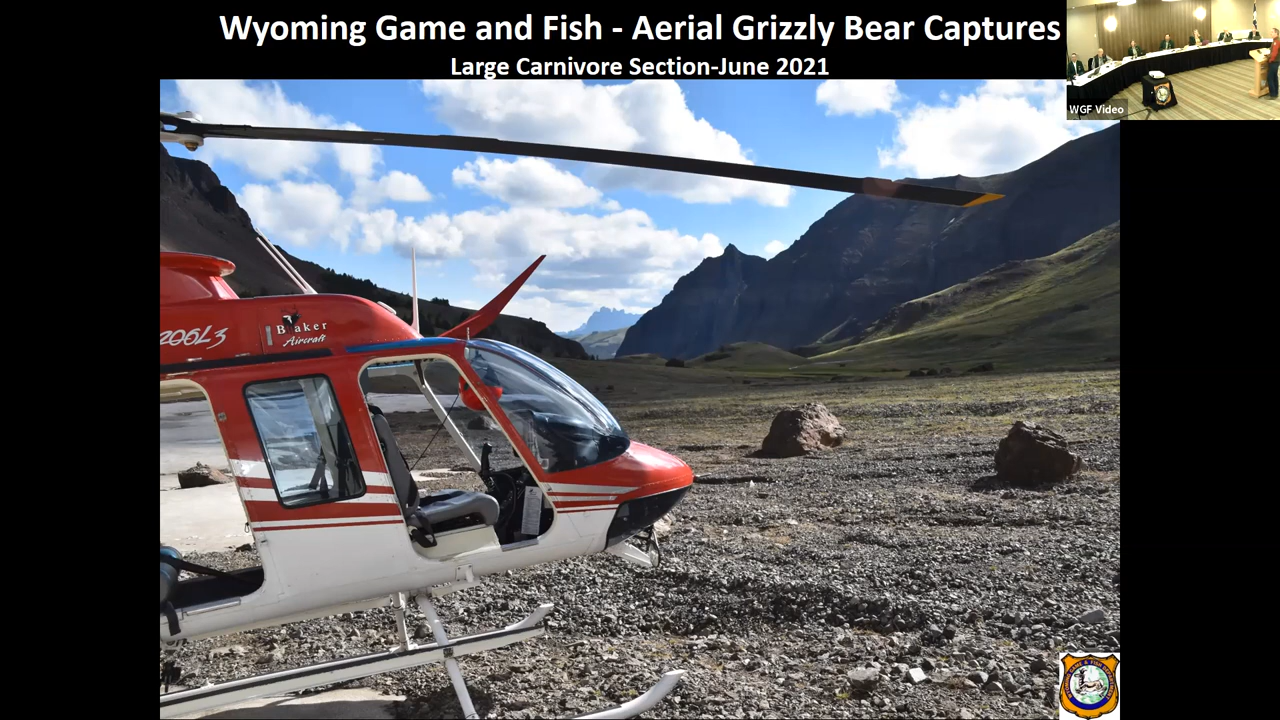 Wyoming Game and Fish - Aerial Grizzly Bear Captures
Large Carnivore Section-June 2021
WGF Video
206L3
Baker
Aircraft